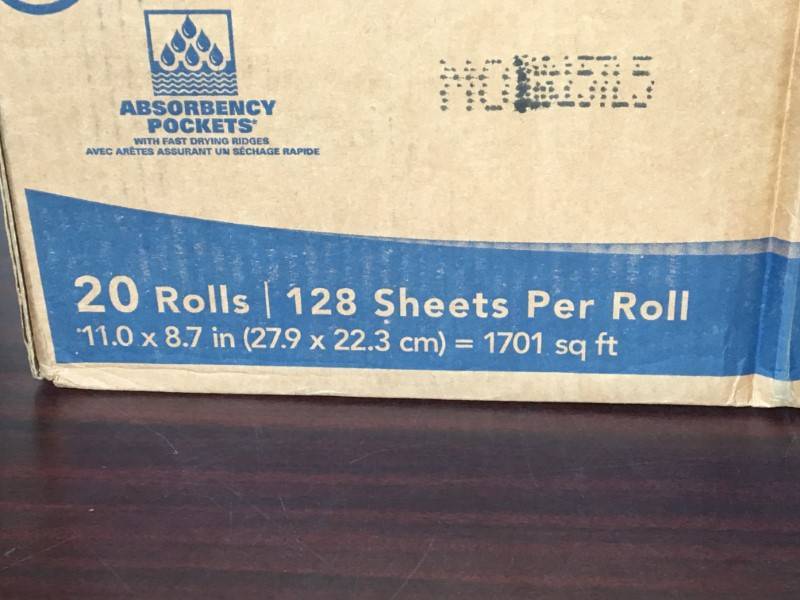 ABSORBENCY
POCKETS*
WITH FAST DRYING RIDGES
AVEC ARÊTES ASSURANT UN SÉCHAGE RAPIDE
20 Rolls | 128 Sheets Per Roll
11.0 x 8.7 in (27.9 x 22.3 cm) = 1701 sq ft